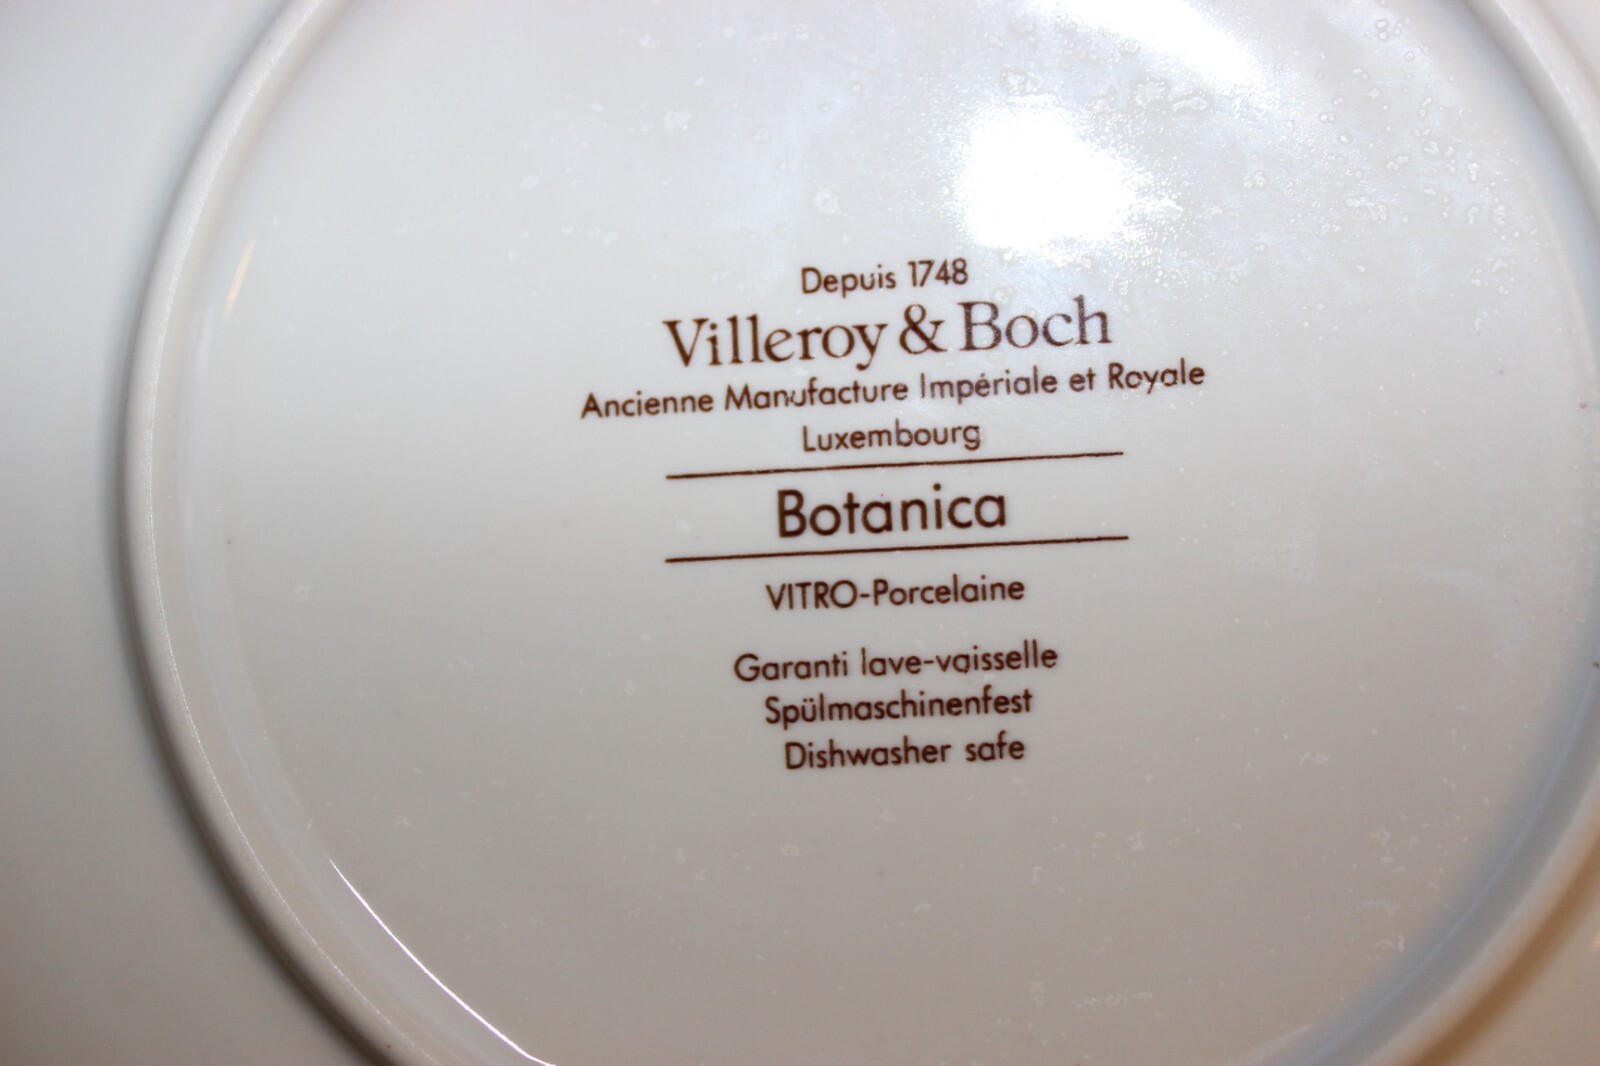 Depuis 1748
Villeroy & Boch
Ancienne Manufacture Impériale et Royale
Luxembourg
Botanica
VITRO-Porcelaine
Garanti lave-vaisselle
Spülmaschinenfest
Dishwasher safe